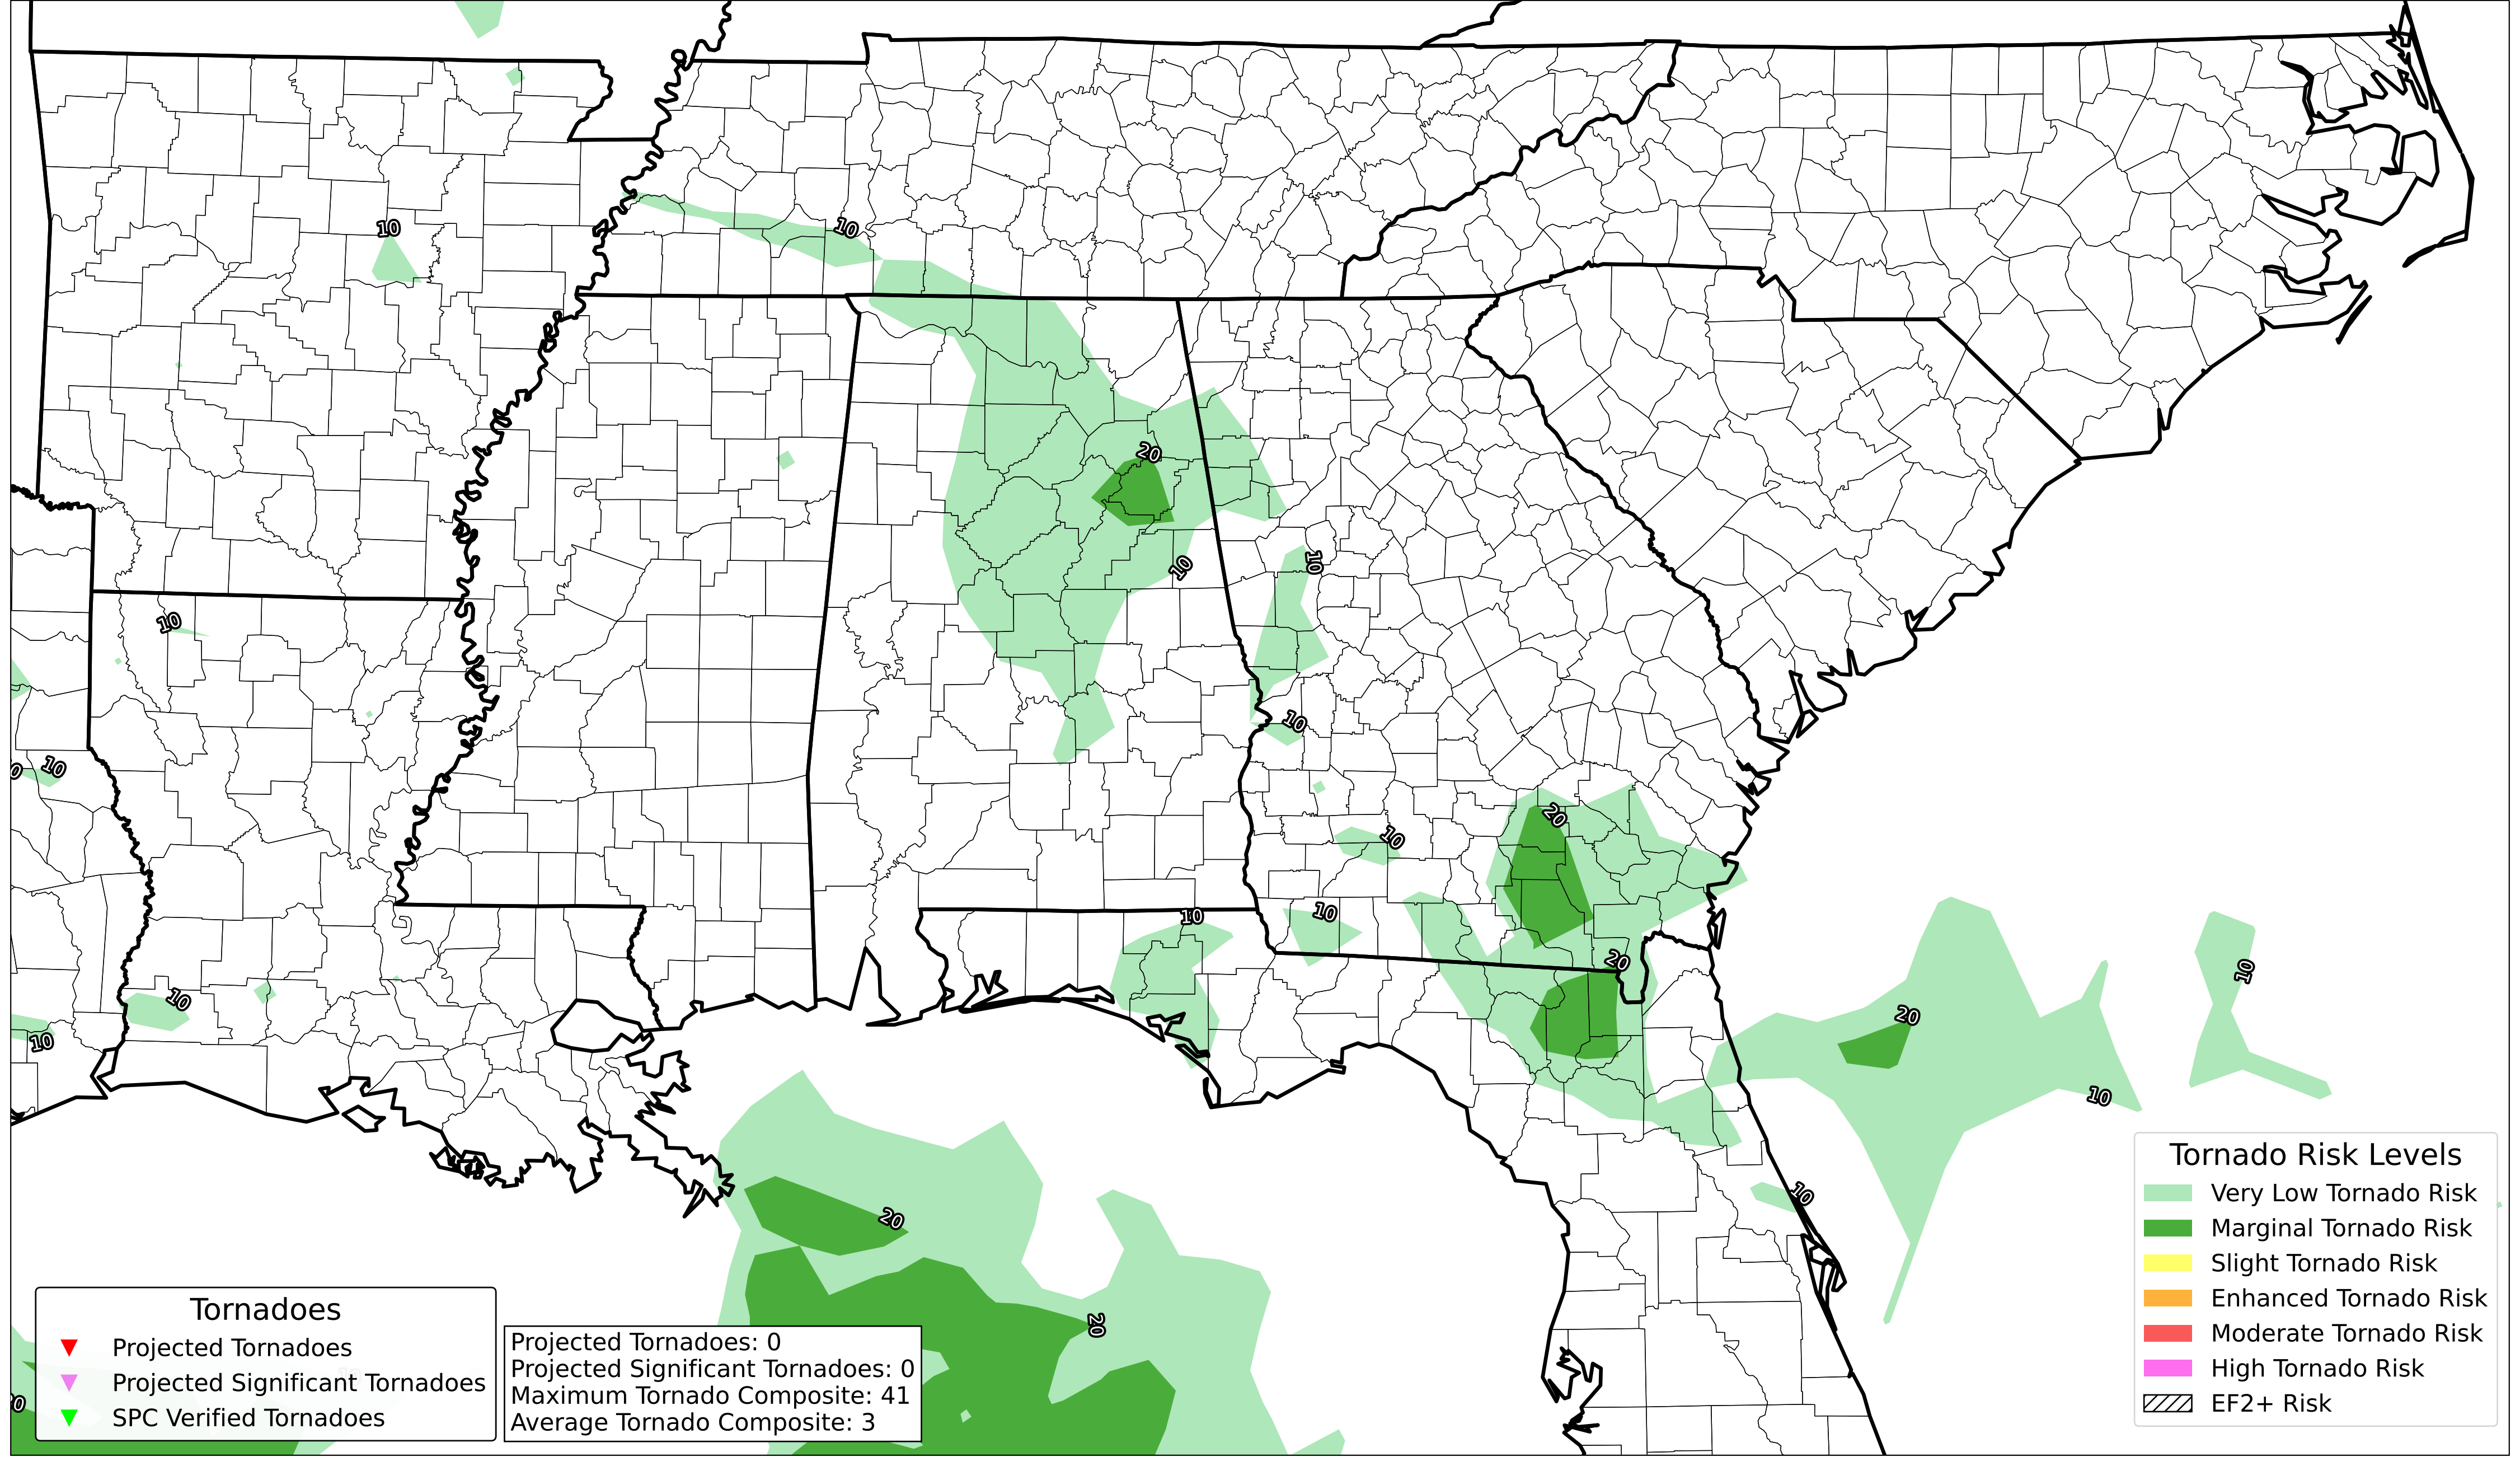 10
10
20
10
10
10
10
20
10
10
10
10
20
10
10
20
10
10
10
10
20
20
Tornado Risk Levels
Very Low Tornado Risk
Marginal Tornado Risk
Slight Tornado Risk
Enhanced Tornado Risk
Moderate Tornado Risk
High Tornado Risk
EF2+ Risk
Tornadoes
Projected Tornadoes
Projected Significant Tornadoes
SPC Verified Tornadoes
Projected Tornadoes: 0
Projected Significant Tornadoes: 0
Maximum Tornado Composite: 41
Average Tornado Composite: 3